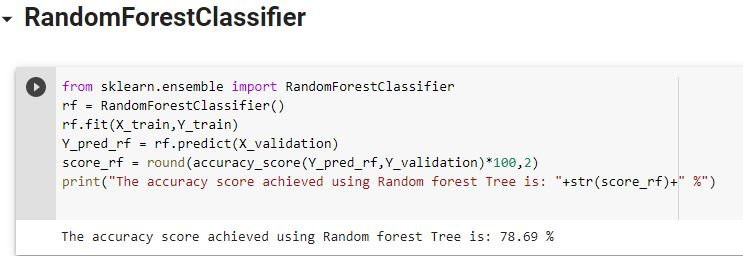 RandomForestClassifier
from sklearn.ensemble import RandomForestClassifier
rf = RandomForestClassifier()
rf.fit(X_train,Y_train)
Y_pred_rf = rf.predict(X_validation)
score_rf = round(accuracy_score(Y_pred_rf,Y_validation)*100,2)
print("The accuracy score achieved using Random forest Tree is: "+str(score_rf)+" %")
The accuracy score achieved using Random forest Tree is: 78.69 %